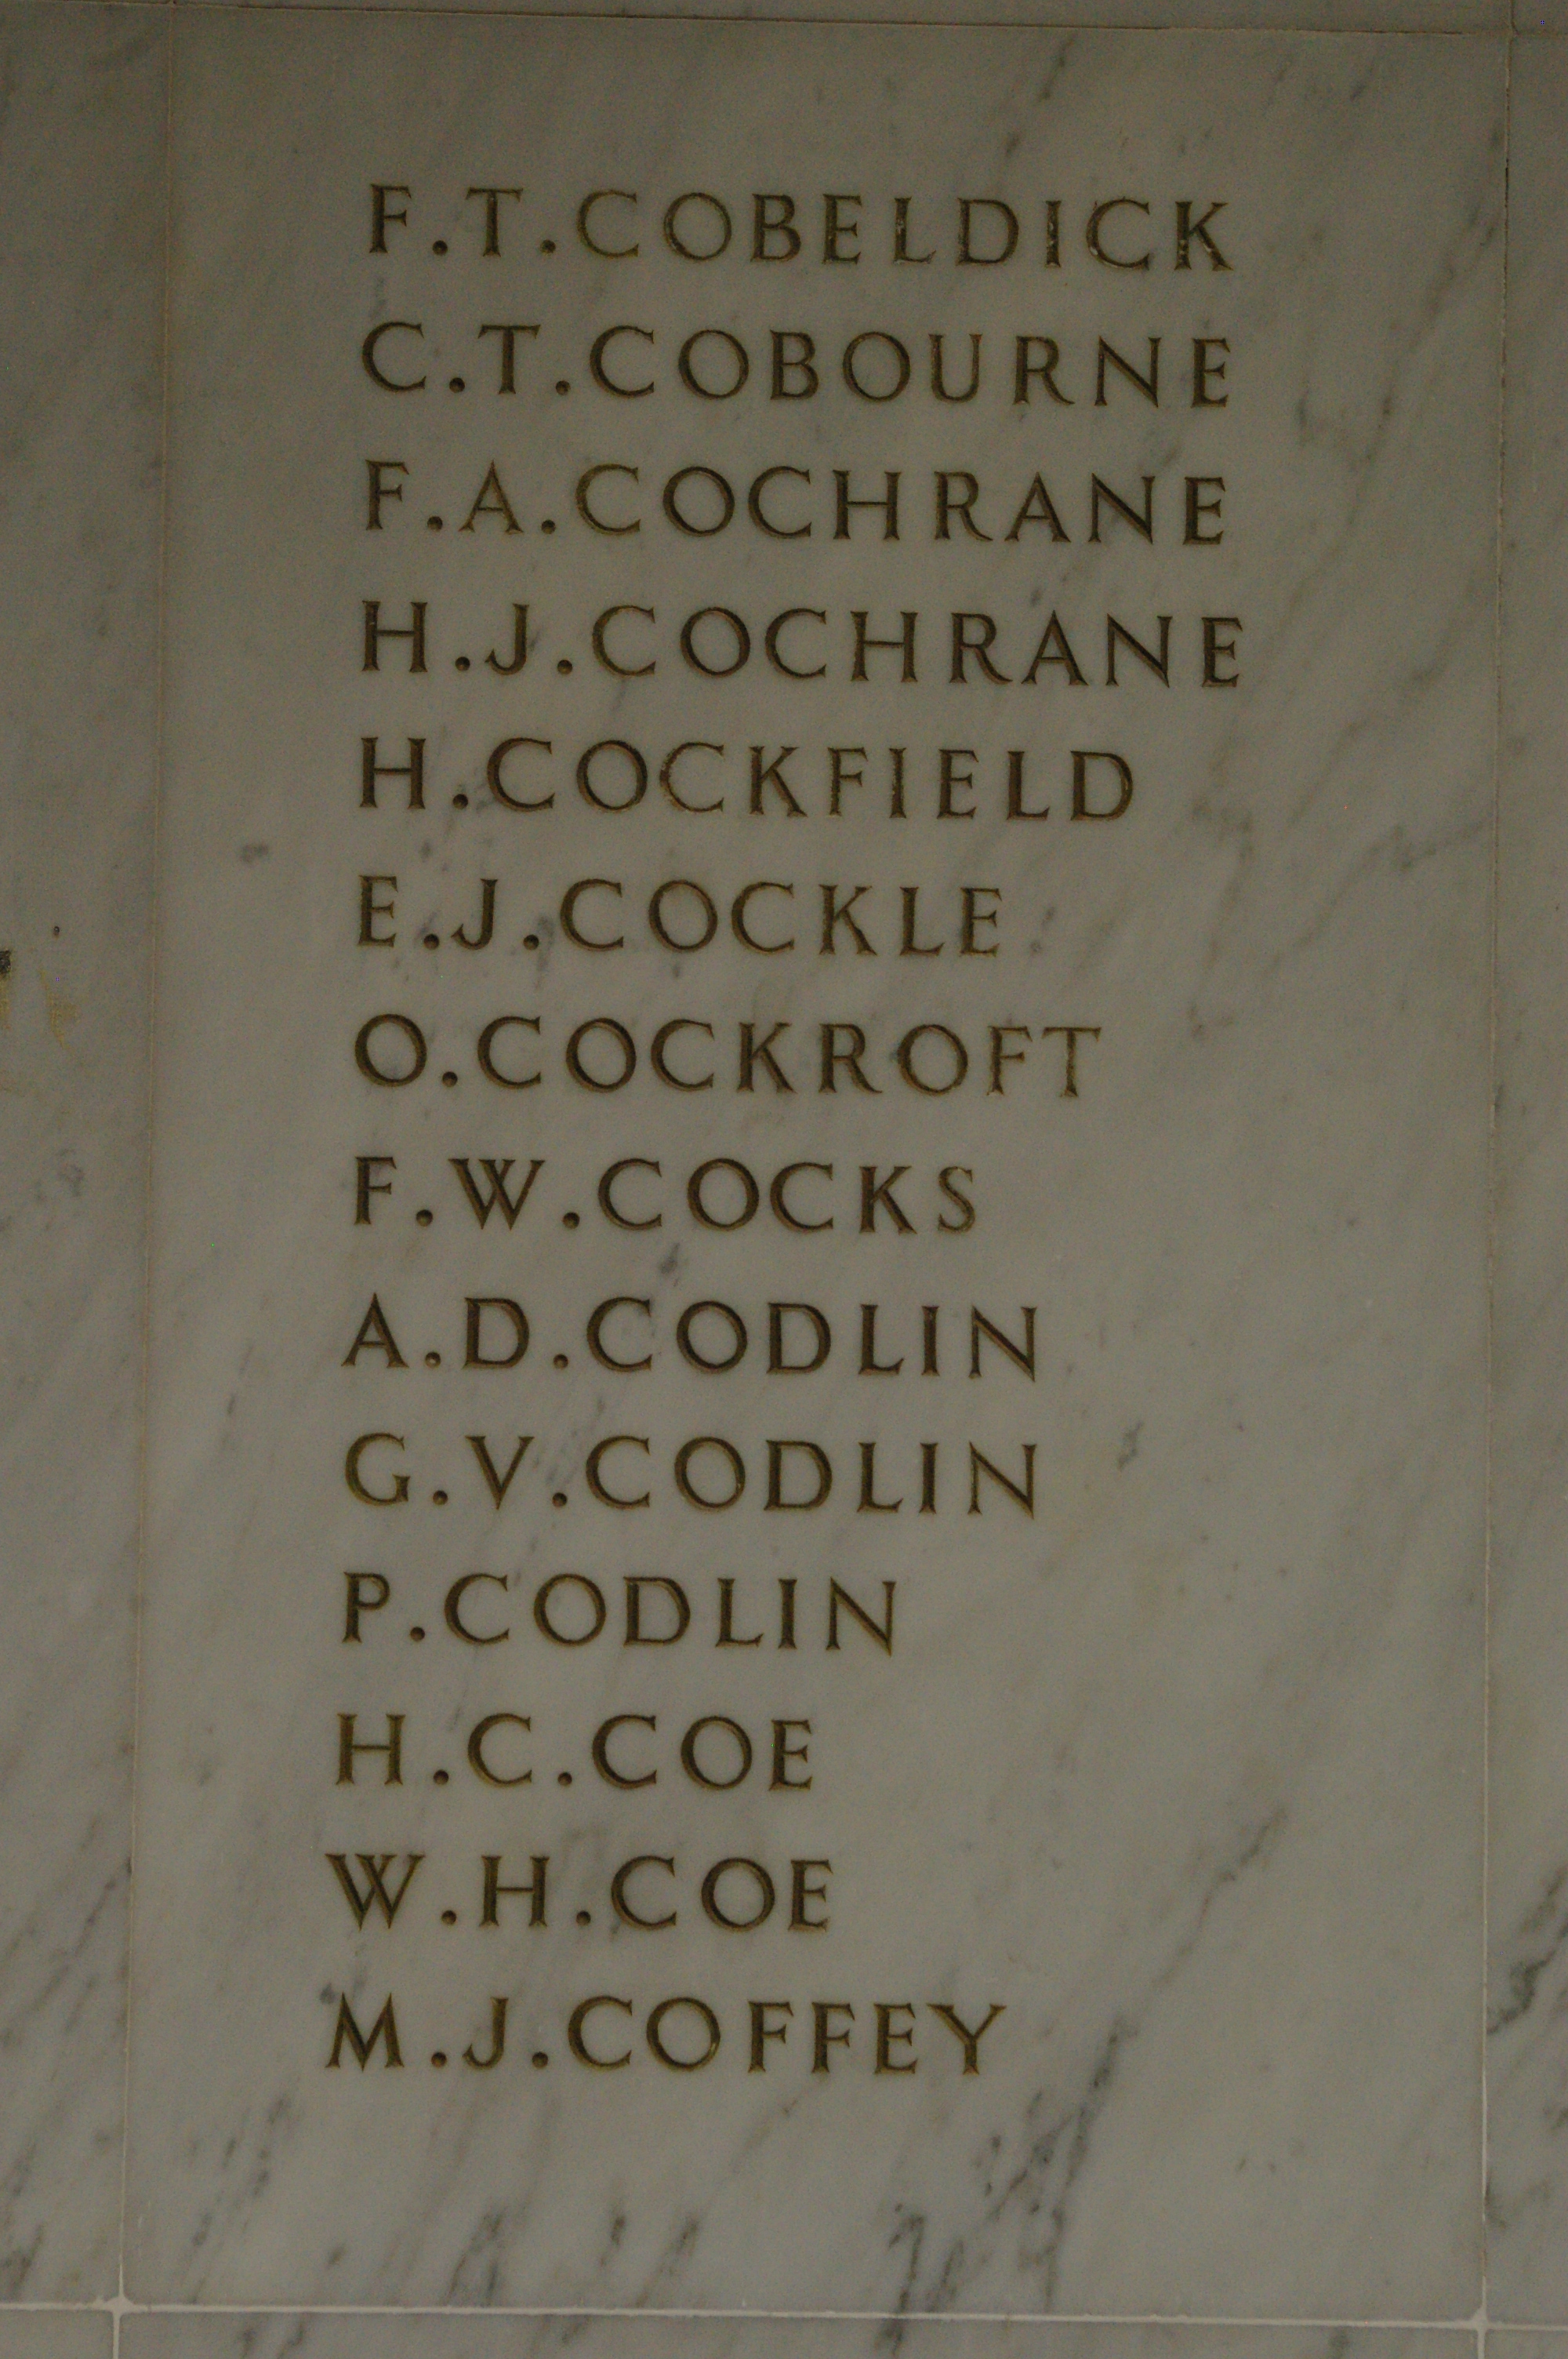 F.T.COBELDICK
C.T.COBOURNE
F.A.COCHRANE
H.J.COCHRANE
H.COCKFIELD
E.J.COCKLE
O.COCKROFT
F.W.COCKS
A.D.CODLIN
G.V.CODLIN
P.CODLIN
H.C.COE
W.H.COE
M.J.COFFEY